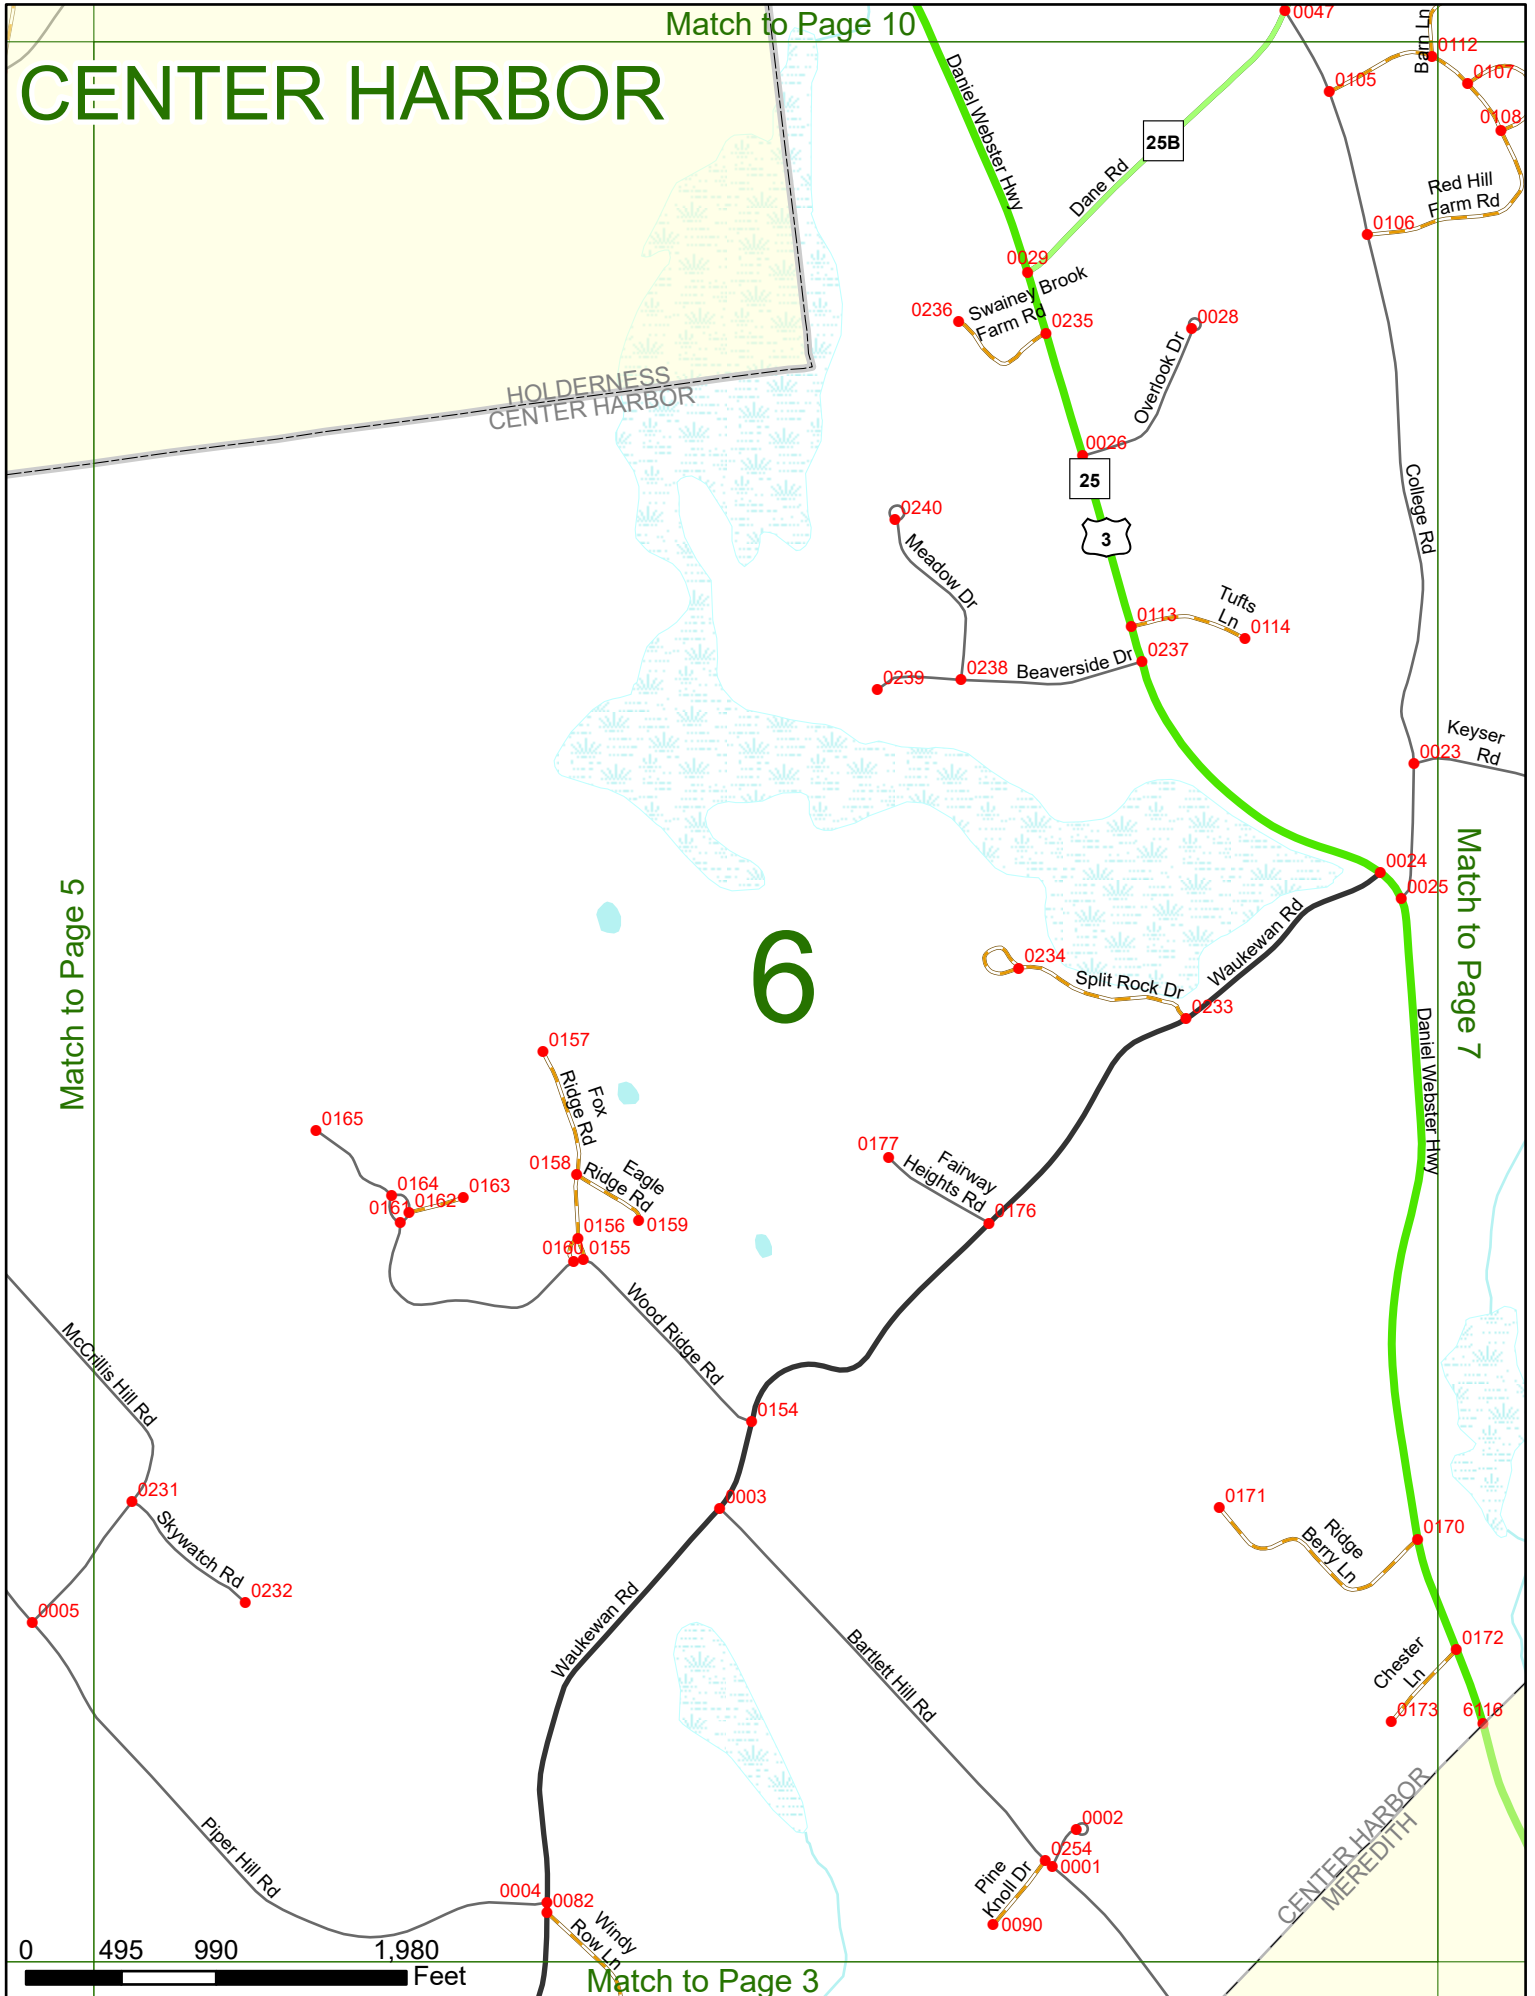 Match to Page 10
0047
CENTER HARBOR
Barn Ln
0112
0107
0105
0108
Daniel Webster Hwy
25B
Dane Rd
Red Hill
Farm Rd
0106
0029
Swainey Brook
Farm Rd
0236
0235
0028
Overlook Dr
HOLDERNESS
CENTER HARBOR
0026
25
3
College Rd
0240
Meadow Dr
Tufts
Ln
0113
0114
0237
Beaverside Dr
0238
0239
Keyser
Rd
0023
0024
0025
Match to Page 5
Match to Page 7
6
Waukewan Rd
0234
Split Rock Dr
0233
Daniel Webster Hwy
0157
Fox
Ridge Rd
0165
0177
Fairway
Heights Rd
0158
Eagle
Ridge Rd
0164
0163
0162
0161
0159
0176
0156
0160
0155
Wood Ridge Rd
McCrillis Hill Rd
0154
0231
0003
0171
Skywatch Rd
Ridge
Berry Ln
0170
0232
0005
Waukewan Rd
Bartlett Hill Rd
0172
Chester
Ln
0173
6116
CENTER HARBOR
MEREDITH
Piper Hill Rd
0002
0254
0001
Pine
Knoll Dr
0090
0004
0082
Windy
Row Ln
0 495 990 1,980
Feet
Match to Page 3